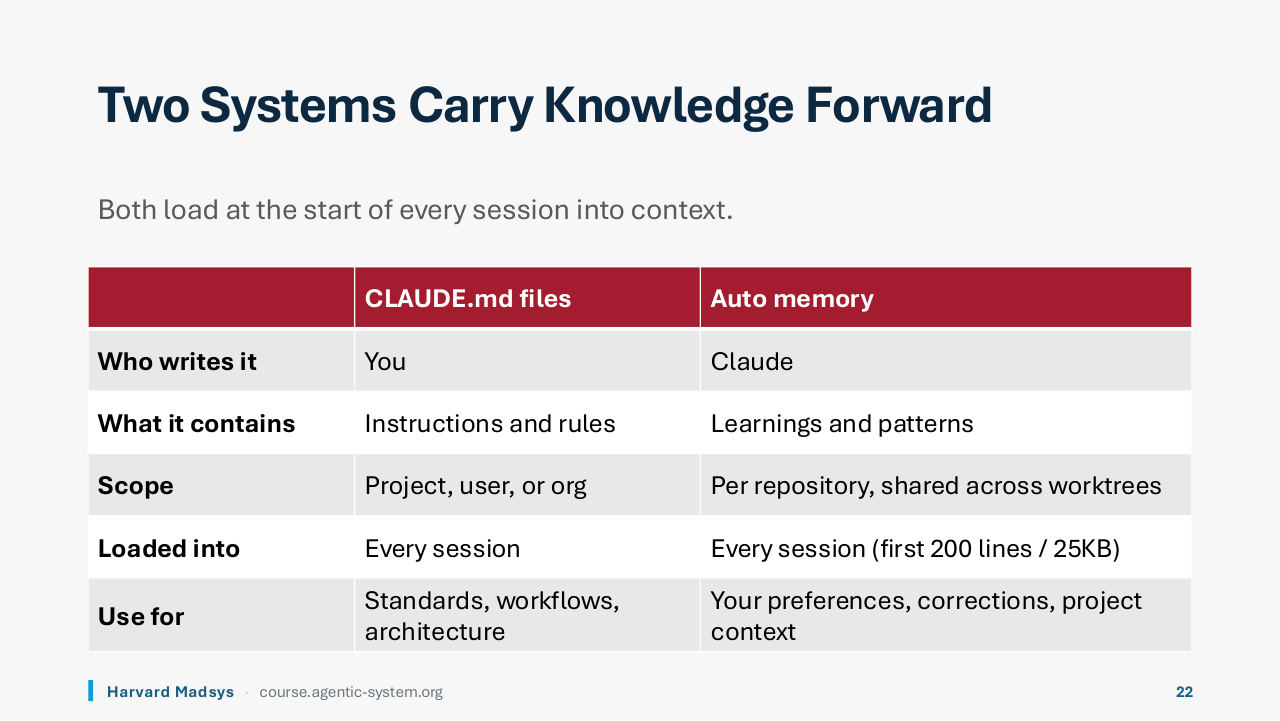 Two Systems Carry Knowledge Forward
Both load at the start of every session into context.
CLAUDE.md files Auto memory
Who writes it You Claude
What it contains Instructions and rules Learnings and patterns
Scope Project, user, or org Per repository, shared across worktrees
Loaded into Every session Every session (first 200 lines / 25KB)
Use for Standards, workflows, architecture Your preferences, corrections, project context
Harvard Madsys · course.agentic-system.org 22